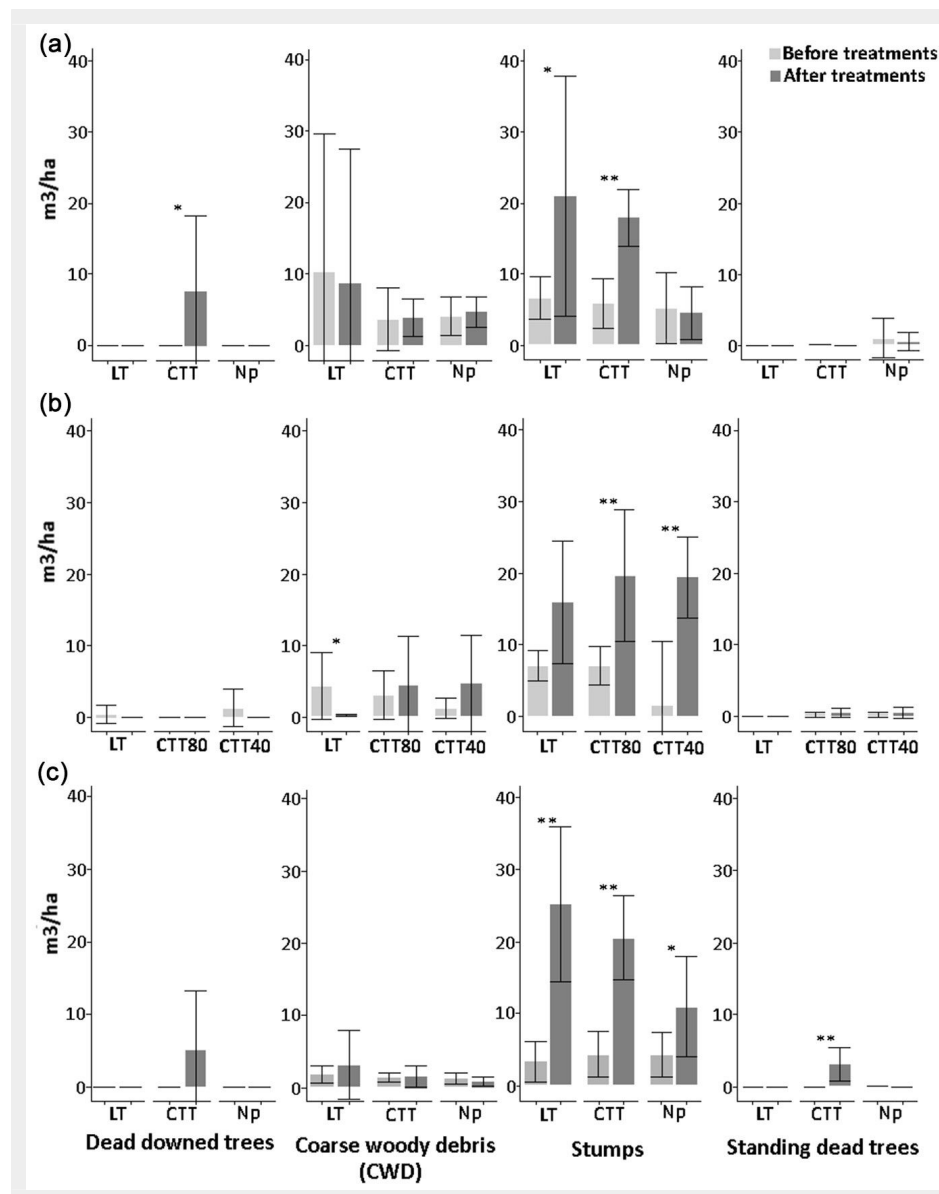 (a)
Before treatments
After treatments
m3/ha
40 40 40 40
30 30 30 30
* ** *
20 20 20 20
10 10 10 10
0 0 0 0
LT CTT Np LT CTT Np LT CTT Np LT CTT Np
(b)
m3/ha
40 40 40 40
30 30 30 30
** **
20 20 20 20
10 10 10 10
*
0 0 0 0
LT CTT80 CTT40 LT CTT80 CTT40 LT CTT80 CTT40 LT CTT80 CTT40
(c)
m3/ha
40 40 40 40
**
30 30 30 30
**
20 20 20 20
*
10 10 10 10
**
0 0 0 0
LT CTT Np LT CTT Np LT CTT Np LT CTT Np
Dead downed trees Coarse woody debris Stumps Standing dead trees
(CWD)